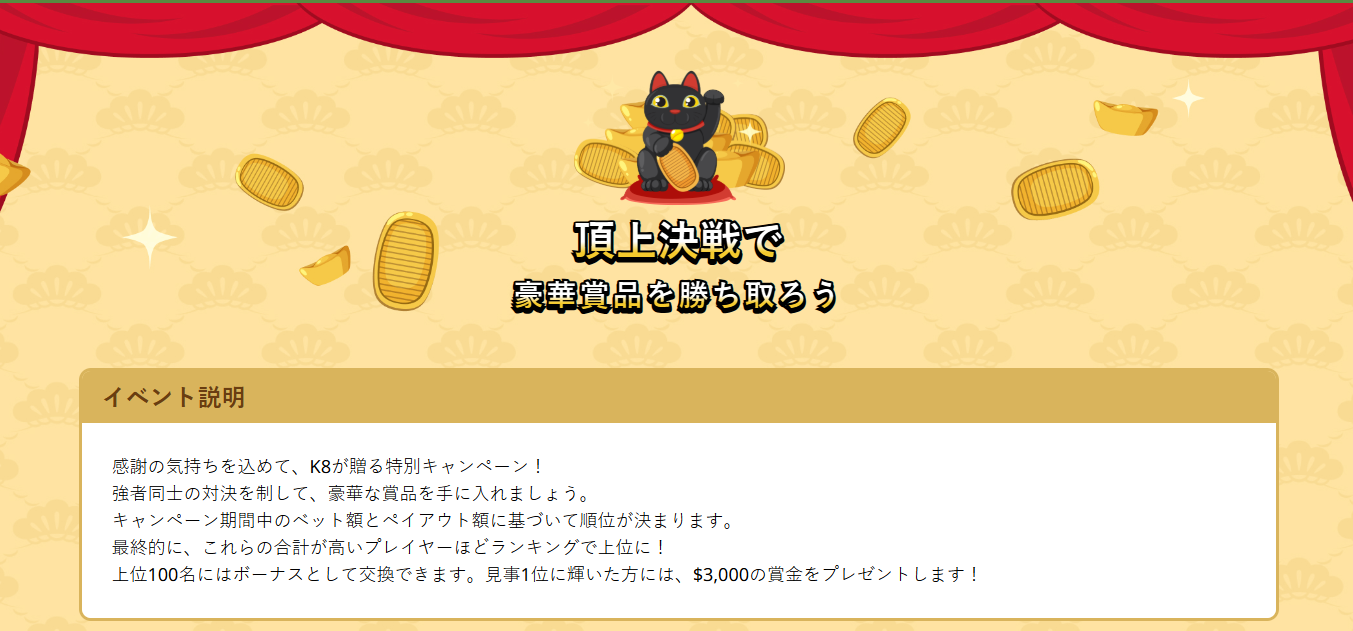 頂上決戦で
豪華賞品を勝ち取ろう
イベント説明
感謝の気持ちを込めて、K8が贈る特別キャンペーン！
強者同士の対決を制して、豪華な賞品を手に入れましょう。
キャンペーン期間中のベット額とペイアウト額に基づいて順位が決まります。
最終的に、これらの合計が高いプレイヤーほどランキングで上位に！
上位100名にはボーナスとして交換できます。見事1位に輝いた方には、$3,000の賞金をプレゼントします！